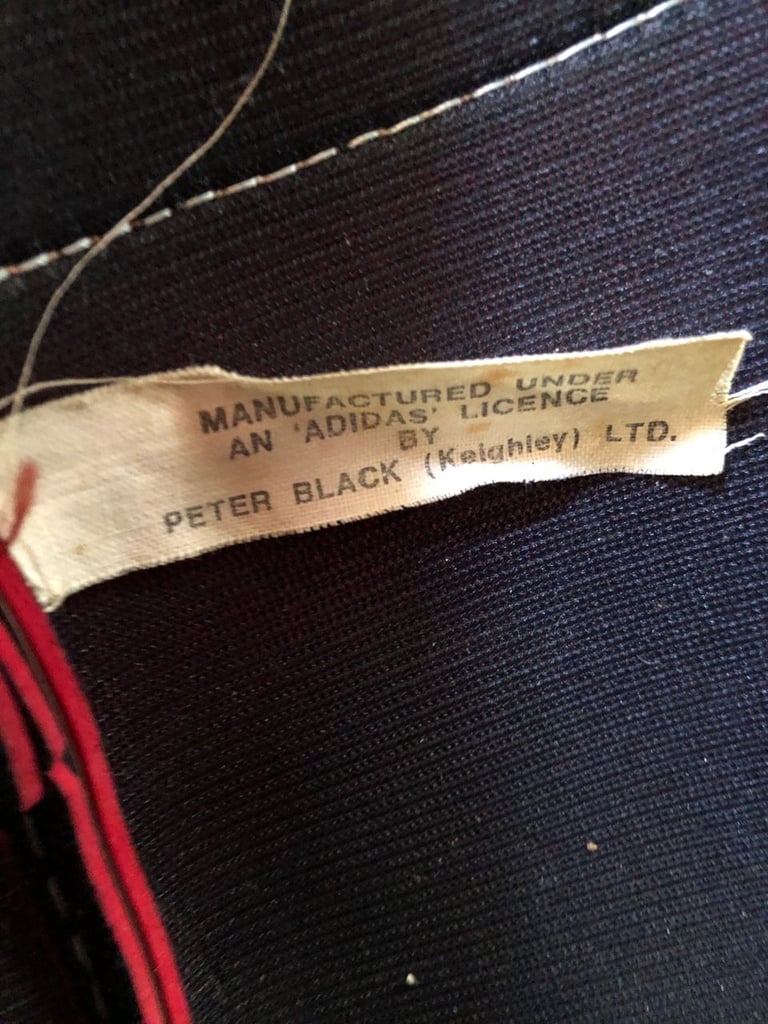 MANUFACTURED UNDER
AN 'ADIDAS' LICENCE
BY
PETER BLACK (Keighley) LTD.